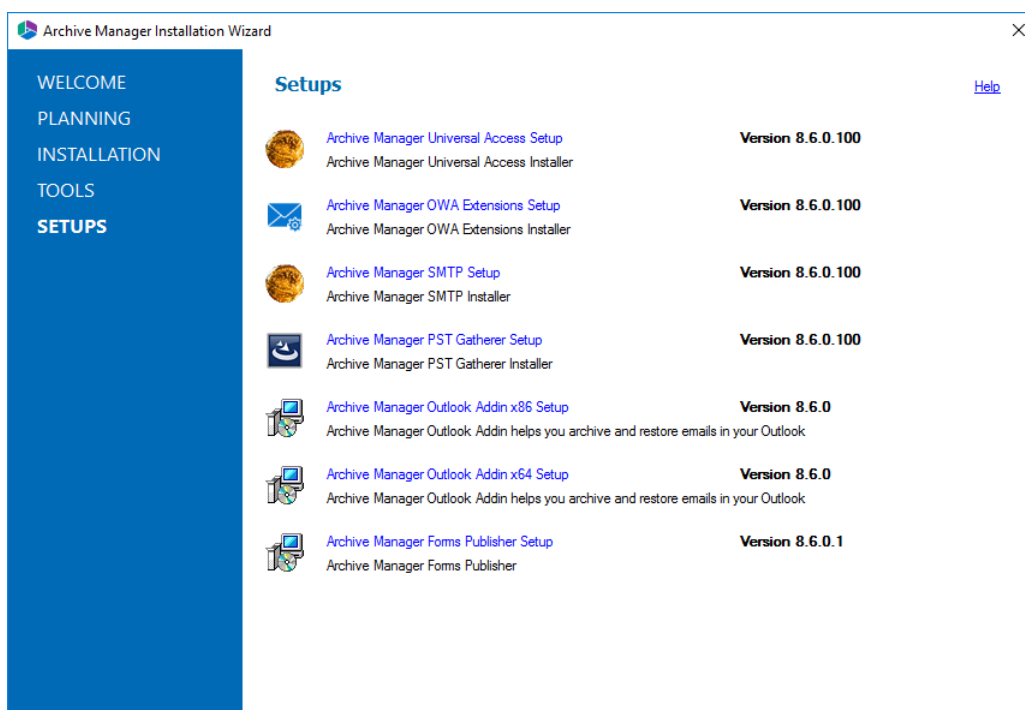 Archive Manager Installation Wizard
WELCOME
PLANNING
INSTALLATION
TOOLS
SETUPS
Setups
Help
Archive Manager Universal Access Setup Version 8.6.0.100
Archive Manager Universal Access Installer
Archive Manager OWA Extensions Setup Version 8.6.0.100
Archive Manager OWA Extensions Installer
Archive Manager SMTP Setup Version 8.6.0.100
Archive Manager SMTP Installer
Archive Manager PST Gatherer Setup Version 8.6.0.100
Archive Manager PST Gatherer Installer
Archive Manager Outlook Addin x86 Setup Version 8.6.0
Archive Manager Outlook Addin helps you archive and restore emails in your Outlook
Archive Manager Outlook Addin x64 Setup Version 8.6.0
Archive Manager Outlook Addin helps you archive and restore emails in your Outlook
Archive Manager Forms Publisher Setup Version 8.6.0.1
Archive Manager Forms Publisher